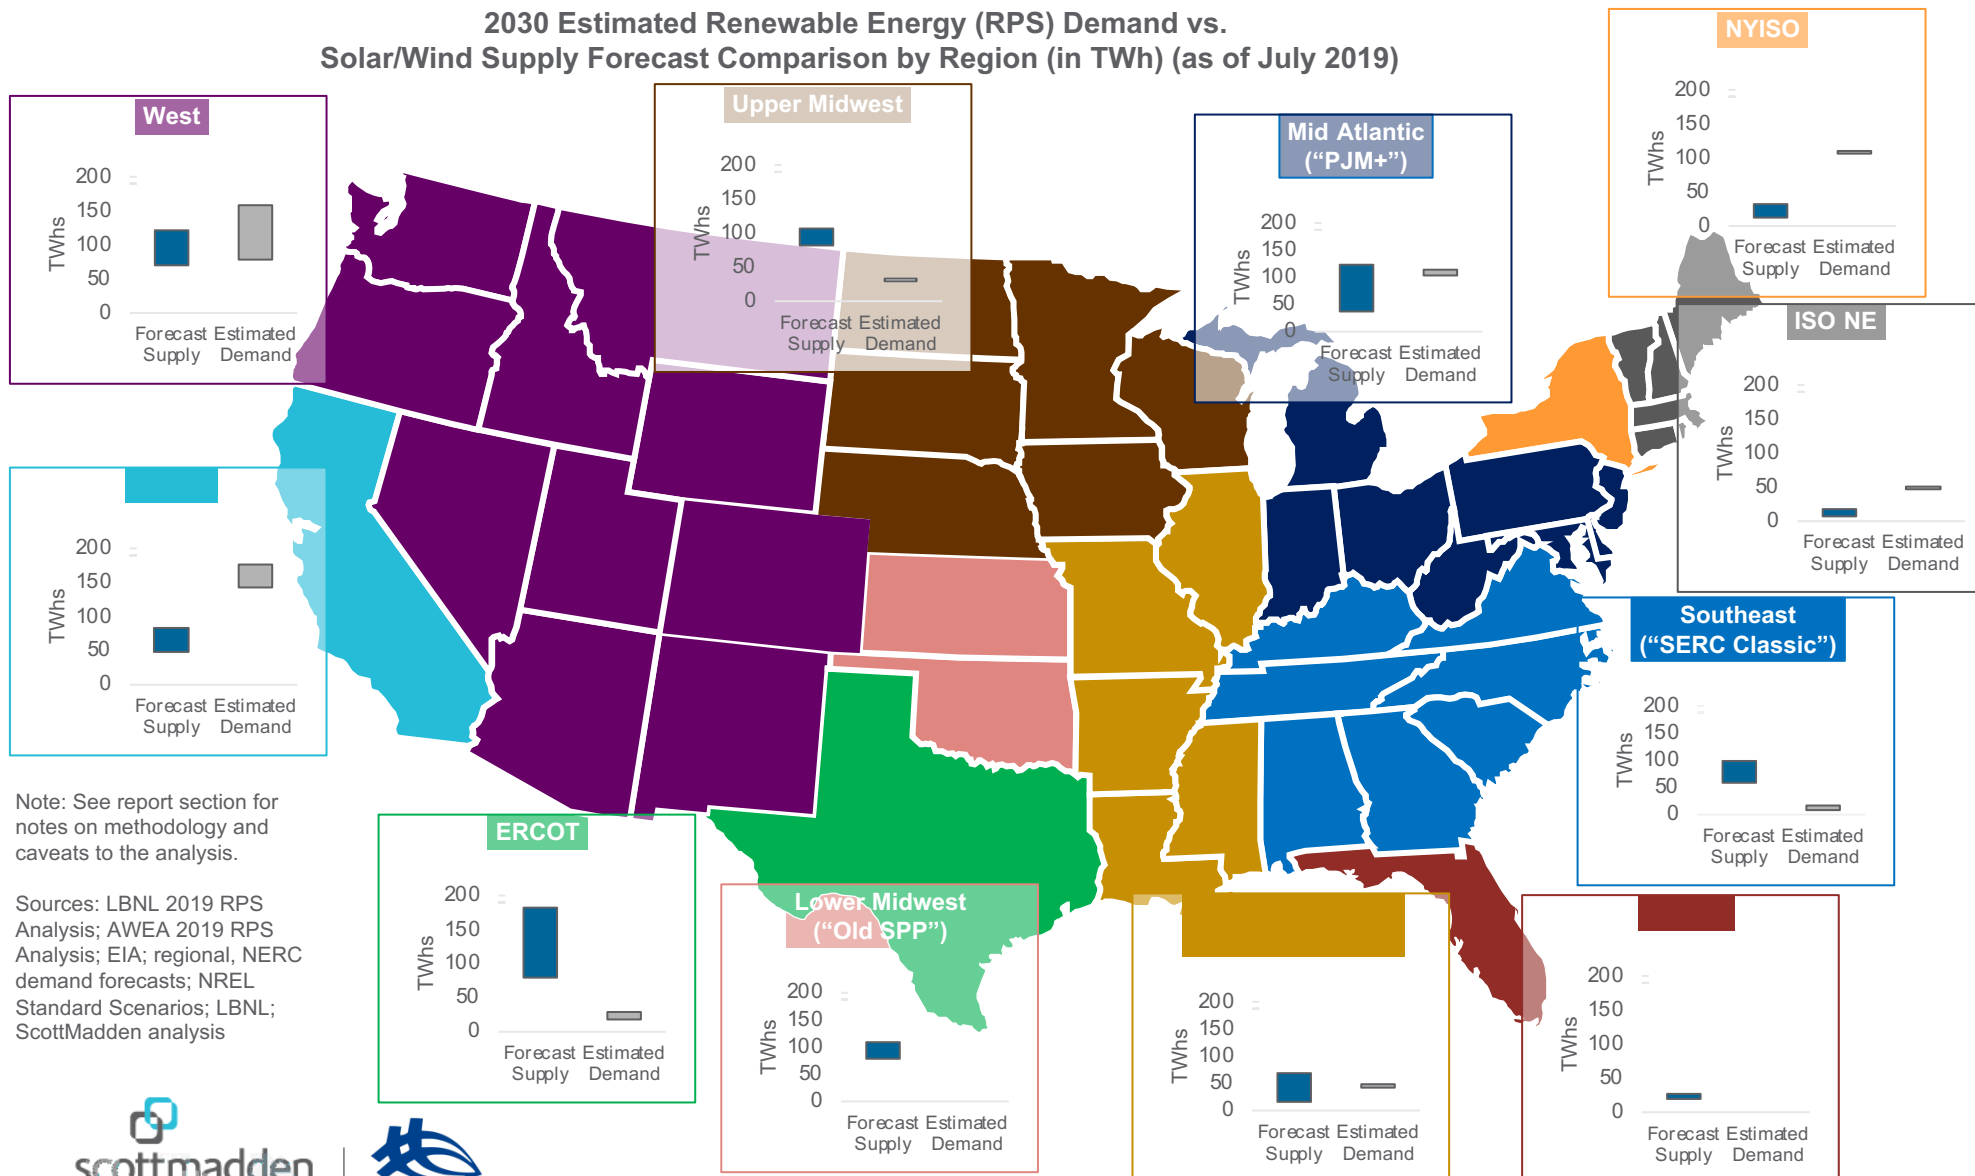 2030 Estimated Renewable Energy (RPS) Demand vs.
Solar/Wind Supply Forecast Comparison by Region (in TWh) (as of July 2019)
West
200
150
100
50
0
TWhs
Forecast Supply
Estimated Demand
Upper Midwest
200
150
100
50
0
TWhs
Forecast Supply
Estimated Demand
Mid Atlantic
(“PJM+”)
200
150
100
50
0
TWhs
Forecast Supply
Estimated Demand
NYISO
200
150
100
50
0
TWhs
Forecast Supply
Estimated Demand
ISO NE
200
150
100
50
0
TWhs
Forecast Supply
Estimated Demand
200
150
100
50
0
TWhs
Forecast Supply
Estimated Demand
Southeast
(“SERC Classic”)
200
150
100
50
0
TWhs
Forecast Supply
Estimated Demand
Note: See report section for
notes on methodology and
caveats to the analysis.
Sources: LBNL 2019 RPS
Analysis; AWEA 2019 RPS
Analysis; EIA; regional, NERC
demand forecasts; NREL
Standard Scenarios; LBNL;
ScottMadden analysis
ERCOT
200
150
100
50
0
TWhs
Forecast Supply
Estimated Demand
Lower Midwest
(“Old SPP”)
200
150
100
50
0
TWhs
Forecast Supply
Estimated Demand
200
150
100
50
0
TWhs
Forecast Supply
Estimated Demand
200
150
100
50
0
TWhs
Forecast Supply
Estimated Demand
scottmadden